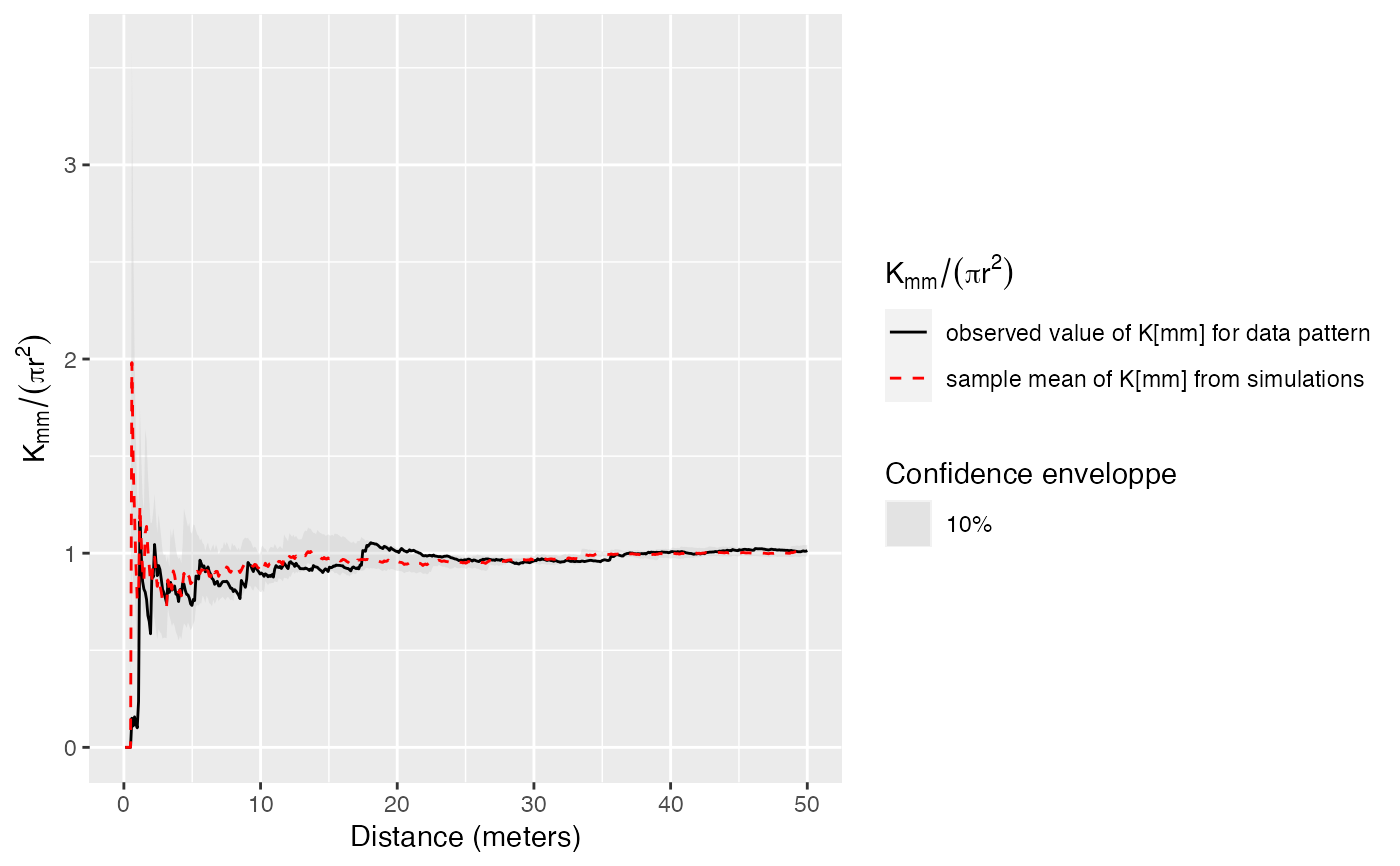 3
2
1
0
0 10 20 30 40 50
Distance (meters)
Kmm/(πr²)
Kmm/(πr²)
observed value of K[mm] for data pattern
sample mean of K[mm] from simulations
Confidence enveloppe
10%